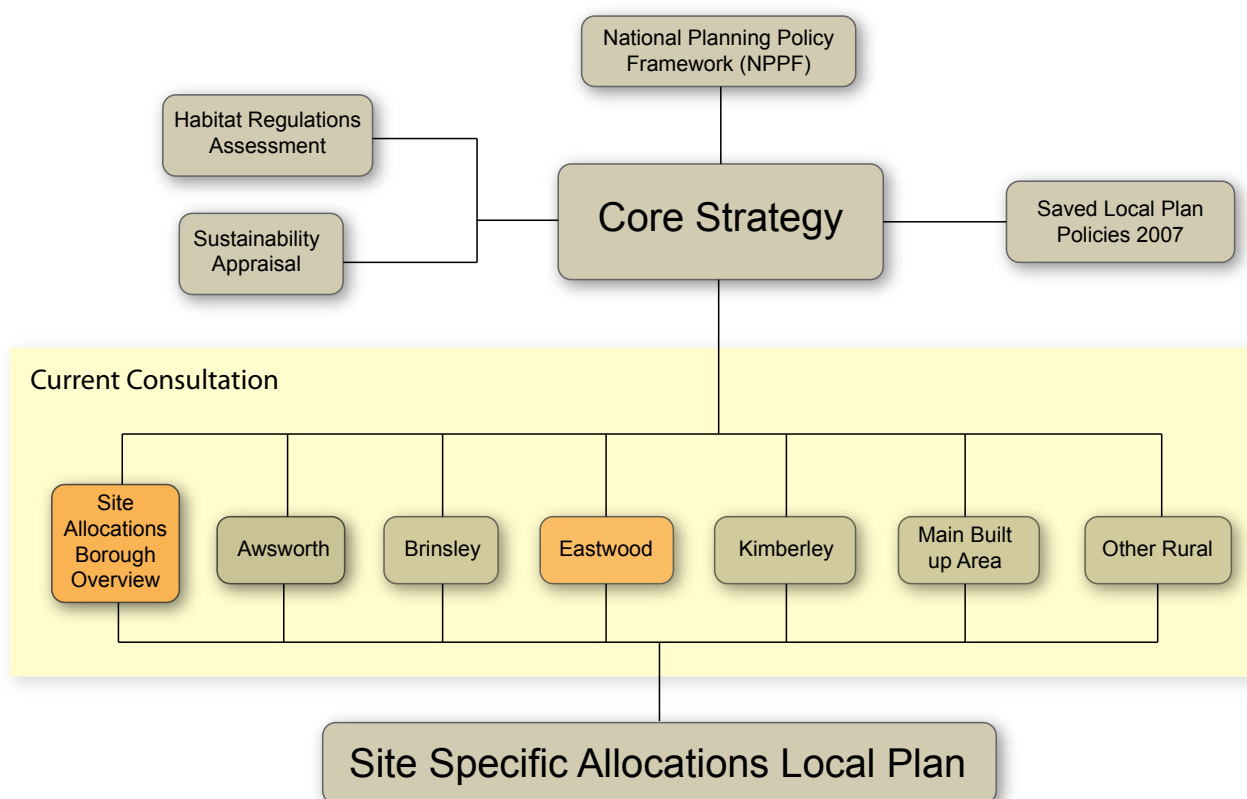 National Planning Policy
Framework (NPPF)
Habitat Regulations
Assessment
Core Strategy
Saved Local Plan
Policies 2007
Sustainability
Appraisal
Current Consultation
Site
Allocations
Borough
Overview
Awsworth
Brinsley
Eastwood
Kimberley
Main Built
up Area
Other Rural
Site Specific Allocations Local Plan